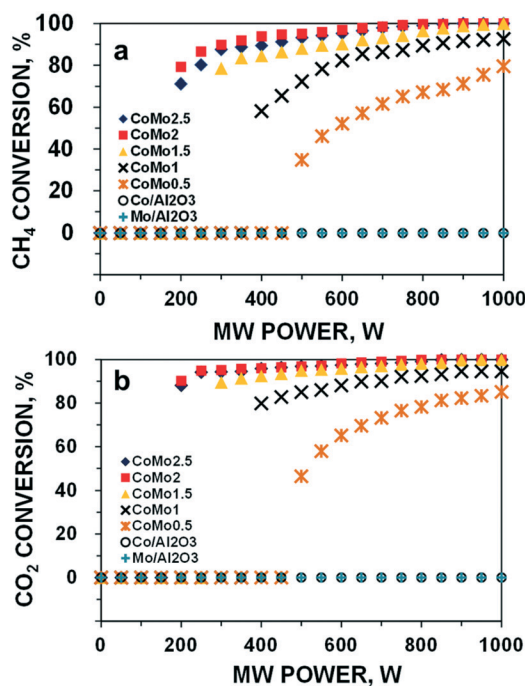 a
CH4 CONVERSION, %
100
80
60
40
20
0
CoMo2.5
CoMo2
CoMo1.5
CoMo1
CoMo0.5
Co/Al2O3
Mo/Al2O3
0 200 400 600 800 1000
MW POWER, W
b
CO2 CONVERSION, %
100
80
60
40
20
0
CoMo2.5
CoMo2
CoMo1.5
CoMo1
CoMo0.5
Co/Al2O3
Mo/Al2O3
0 200 400 600 800 1000
MW POWER, W